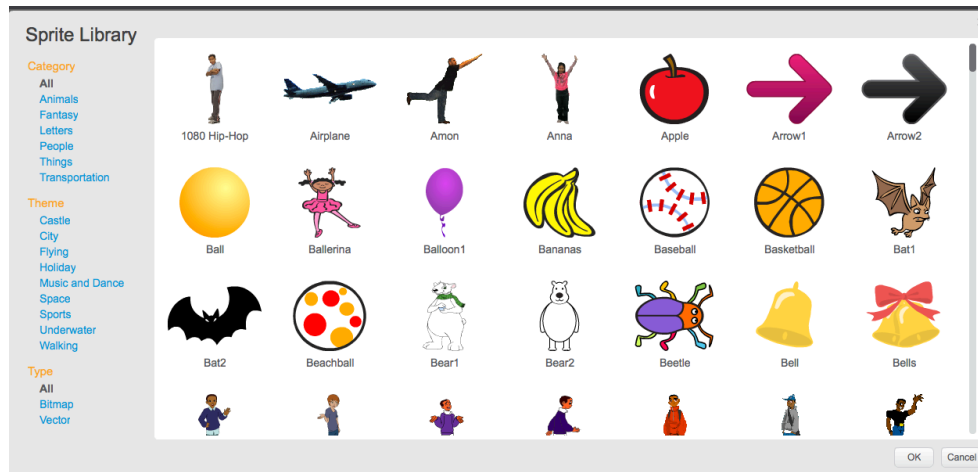 Sprite Library
Category
All
Animals
Fantasy
Letters
People
Things
Transportation
Theme
Castle
City
Flying
Holiday
Music and Dance
Space
Sports
Underwater
Walking
Type
All
Bitmap
Vector
1080 Hip-Hop Airplane Amon Anna Apple Arrow1 Arrow2
Ball Ballerina Balloon1 Bananas Baseball Basketball Bat1
Bat2 Beachball Bear1 Bear2 Beetle Bell Bells
OK Cancel